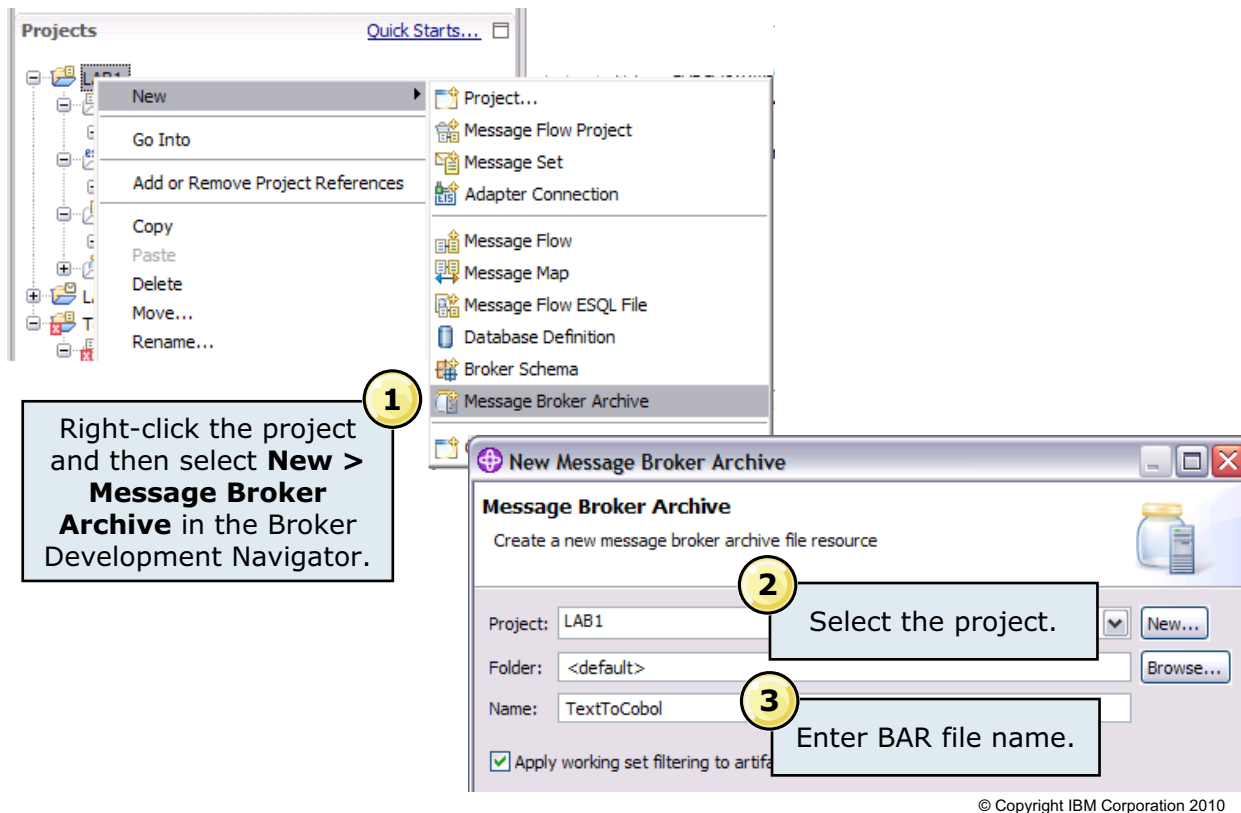 Projects Quick Starts...
LAB1
New
Go Into
Add or Remove Project References
Copy
Paste
Delete
Move...
Rename...
Project...
Message Flow Project
Message Set
Adapter Connection
Message Flow
Message Map
Message Flow ESQL File
Database Definition
Broker Schema
Message Broker Archive
1
Right-click the project
and then select New >
Message Broker
Archive in the Broker
Development Navigator.
New Message Broker Archive
Message Broker Archive
Create a new message broker archive file resource
2
Select the project.
Project: LAB1 New...
Folder: <default> Browse...
Name: TextToCobol
3
Enter BAR file name.
Apply working set filtering to artifa
© Copyright IBM Corporation 2010